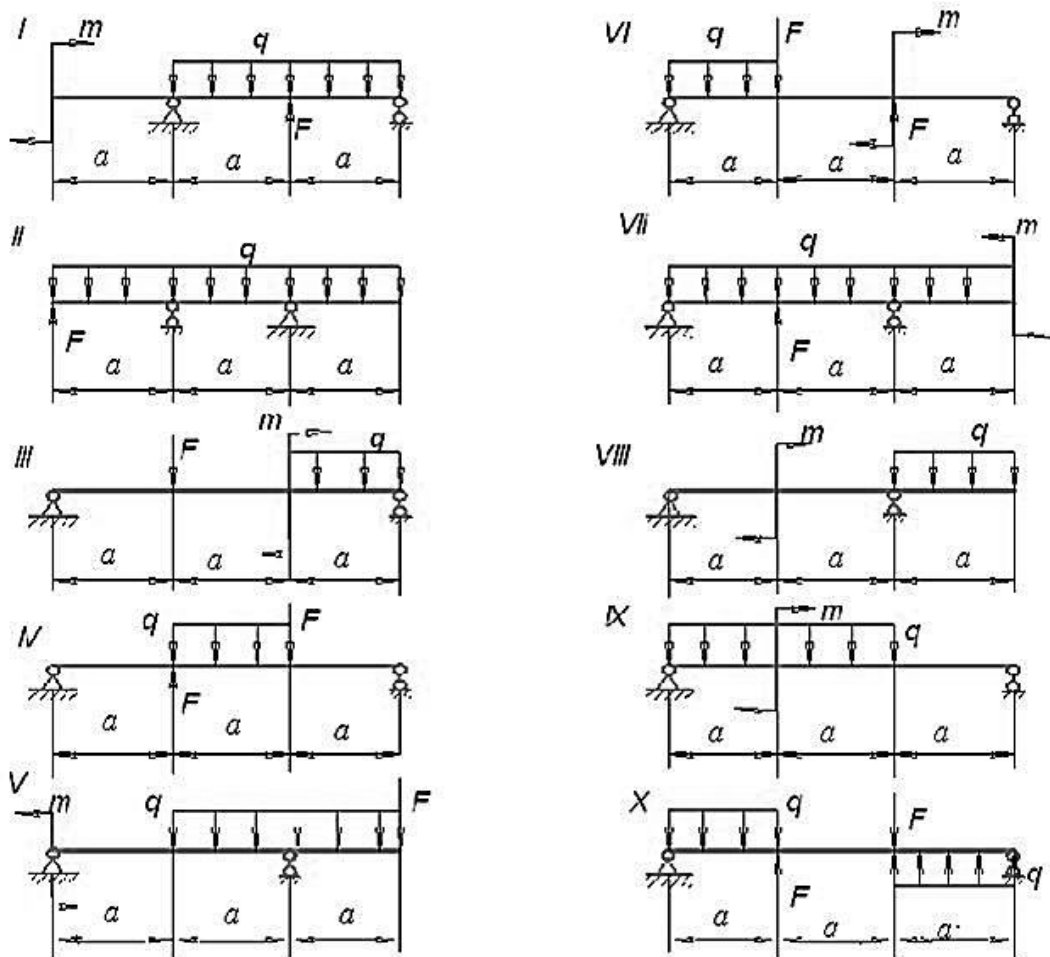 I m q F a a a
II q F a a a
III F m q a a a
IV q F F a a a
V m q F a a a
VI q F m F a a a
VII q m F a a a
VIII m q a a a
IX m q a a a
X q F F q a a a